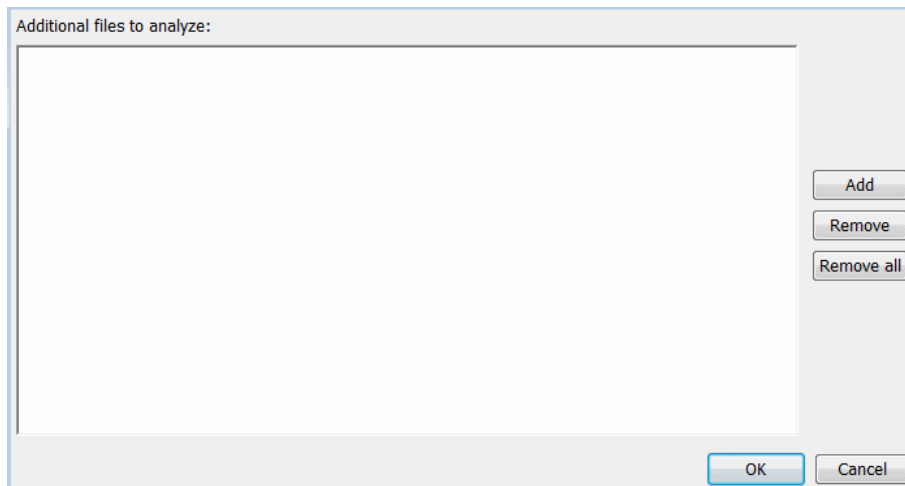 Additional files to analyze:
Add
Remove
Remove all
OK
Cancel